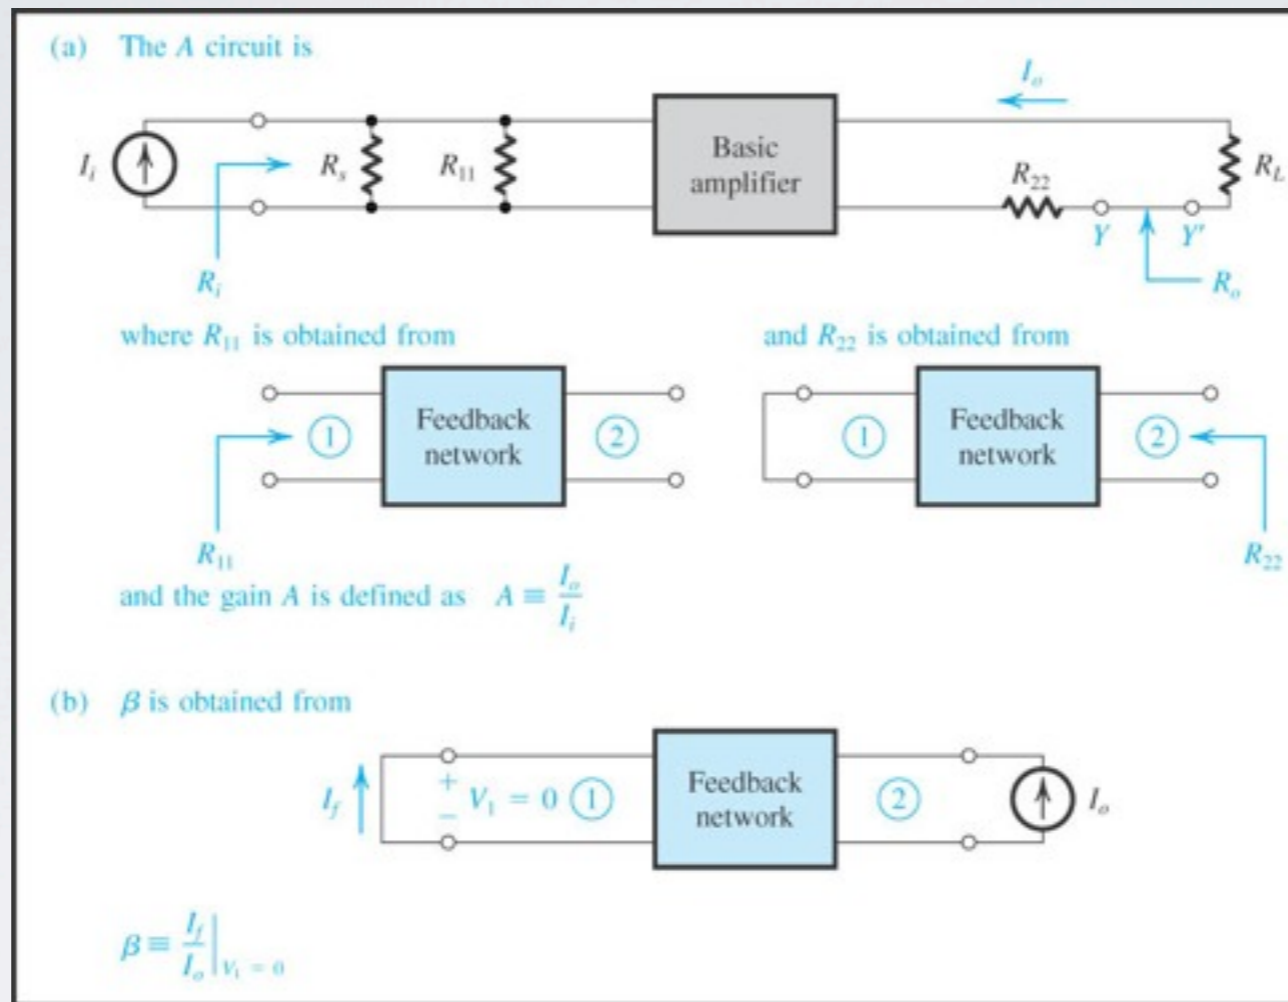 (a) The A circuit is
I_o
I_i
R_s
R_11
Basic
amplifier
R_22
R_L
Y
Y'
R_i
R_o
where R_11 is obtained from
and R_22 is obtained from
1
Feedback
network
2
1
Feedback
network
2
R_11
R_22
and the gain A is defined as A ≡ I_o / I_i
(b) β is obtained from
I_f
+
V_1 = 0
−
1
Feedback
network
2
I_o
β ≡ I_f / I_o | V_1 = 0